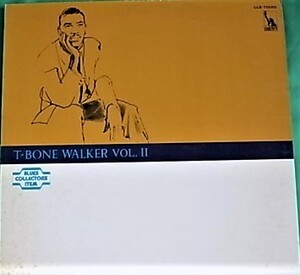 T-BONE WALKER VOL. II
BLUES
COLLECTORS
ITEM